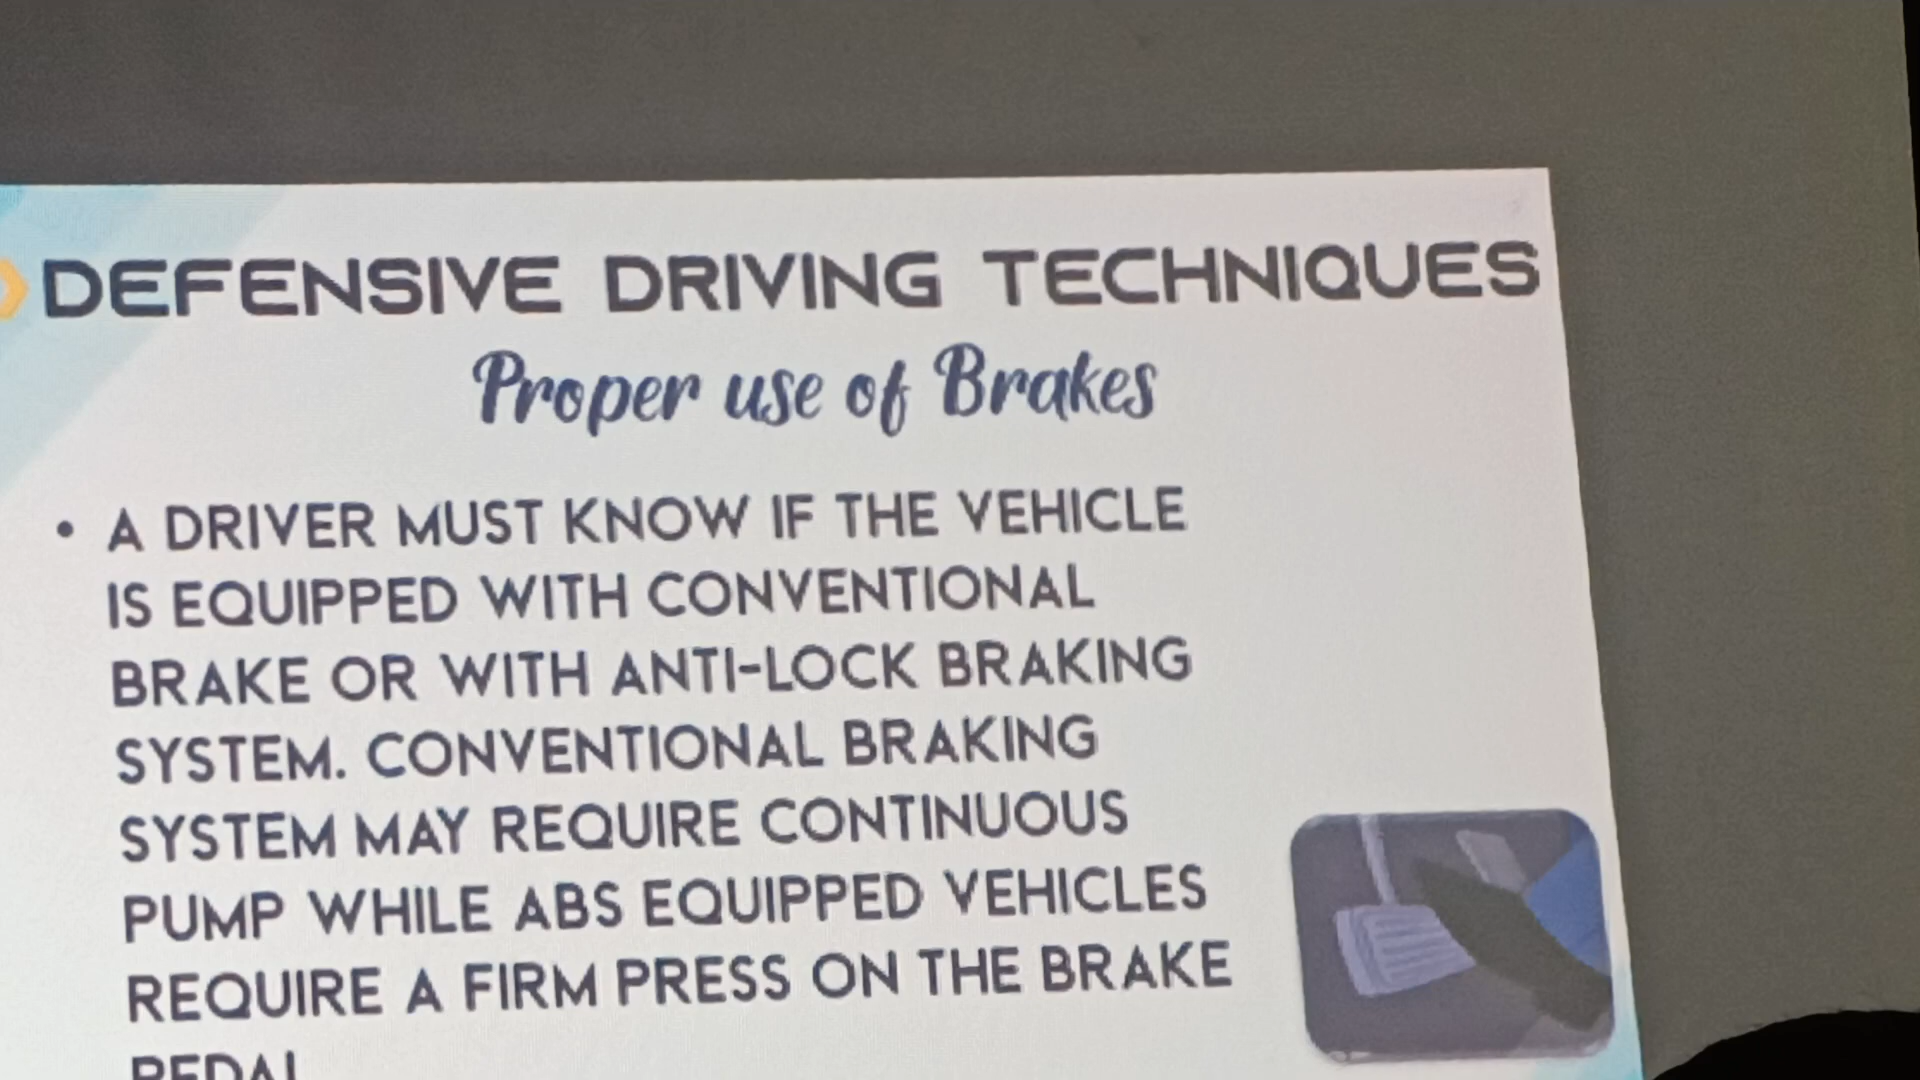 DEFENSIVE DRIVING TECHNIQUES
Proper use of Brakes
• A DRIVER MUST KNOW IF THE VEHICLE
IS EQUIPPED WITH CONVENTIONAL
BRAKE OR WITH ANTI-LOCK BRAKING
SYSTEM. CONVENTIONAL BRAKING
SYSTEM MAY REQUIRE CONTINUOUS
PUMP WHILE ABS EQUIPPED VEHICLES
REQUIRE A FIRM PRESS ON THE BRAKE
PEDAL